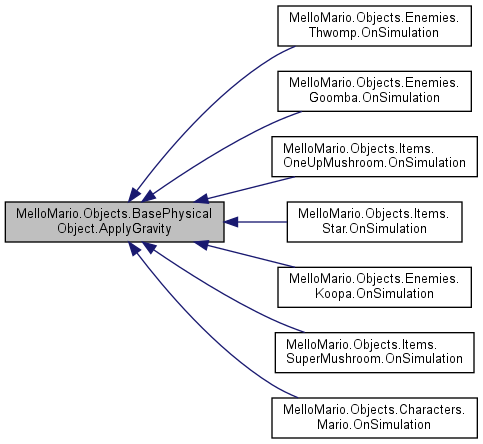 MelloMario.Objects.Enemies.
Thwomp.OnSimulation
MelloMario.Objects.Enemies.
Goomba.OnSimulation
MelloMario.Objects.Items.
OneUpMushroom.OnSimulation
MelloMario.Objects.BasePhysical
Object.ApplyGravity
MelloMario.Objects.Items.
Star.OnSimulation
MelloMario.Objects.Enemies.
Koopa.OnSimulation
MelloMario.Objects.Items.
SuperMushroom.OnSimulation
MelloMario.Objects.Characters.
Mario.OnSimulation